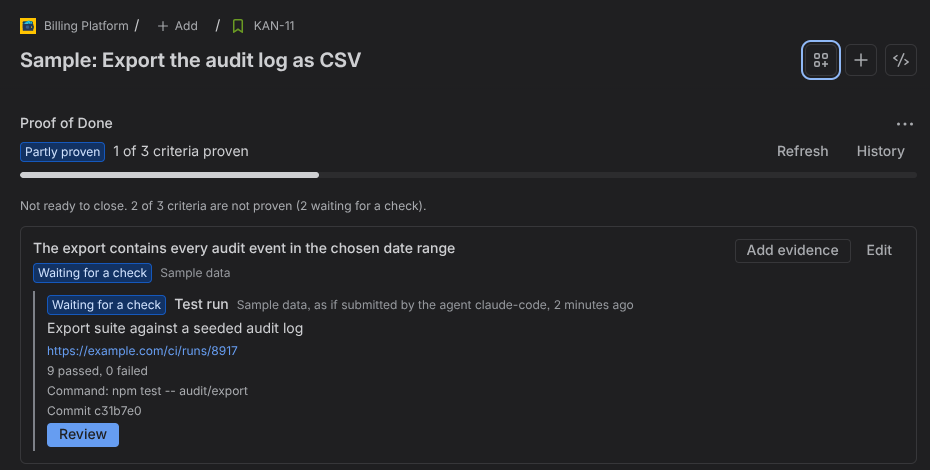 Billing Platform / + Add / KAN-11
Sample: Export the audit log as CSV
Proof of Done
Partly proven 1 of 3 criteria proven Refresh History
Not ready to close. 2 of 3 criteria are not proven (2 waiting for a check).
The export contains every audit event in the chosen date range Add evidence Edit
Waiting for a check Sample data
Waiting for a check Test run Sample data, as if submitted by the agent claude-code, 2 minutes ago
Export suite against a seeded audit log
https://example.com/ci/runs/8917
9 passed, 0 failed
Command: npm test -- audit/export
Commit c31b7e0
Review